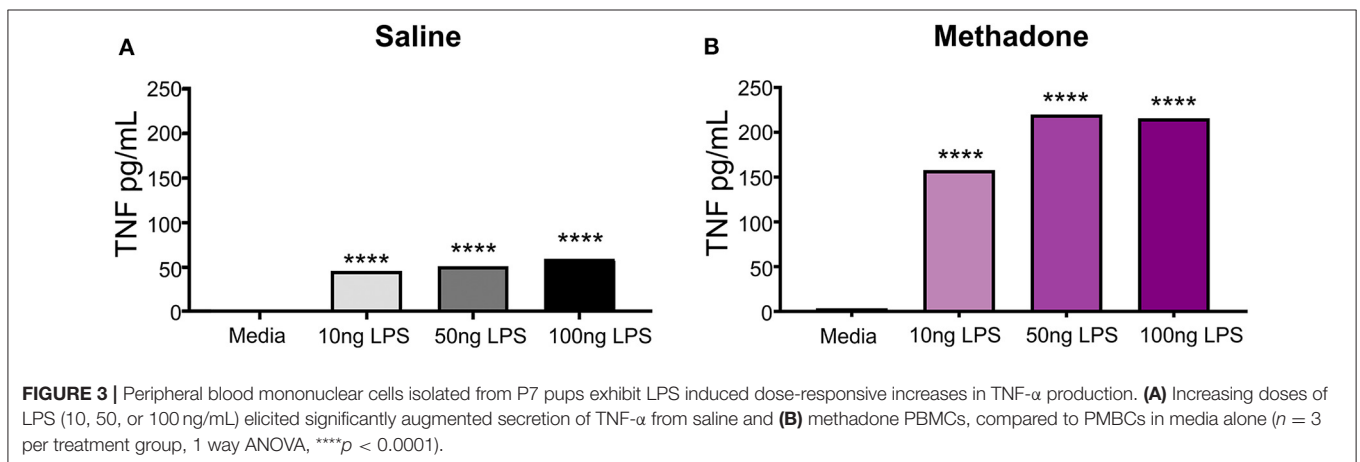 A
Saline
250
200
150
100
50
0
TNF pg/mL
****
****
****
Media
10ng LPS
50ng LPS
100ng LPS
B
Methadone
250
200
150
100
50
0
TNF pg/mL
****
****
****
Media
10ng LPS
50ng LPS
100ng LPS
FIGURE 3 | Peripheral blood mononuclear cells isolated from P7 pups exhibit LPS induced dose-responsive increases in TNF-α production. (A) Increasing doses of
LPS (10, 50, or 100 ng/mL) elicited significantly augmented secretion of TNF-α from saline and (B) methadone PBMCs, compared to PMBCs in media alone (n = 3
per treatment group, 1 way ANOVA, ****p < 0.0001).